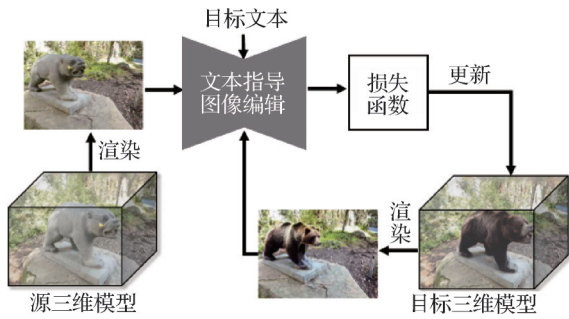 目标文本
文本指导
图像编辑
损失
函数
更新
渲染
渲染
源三维模型
目标三维模型